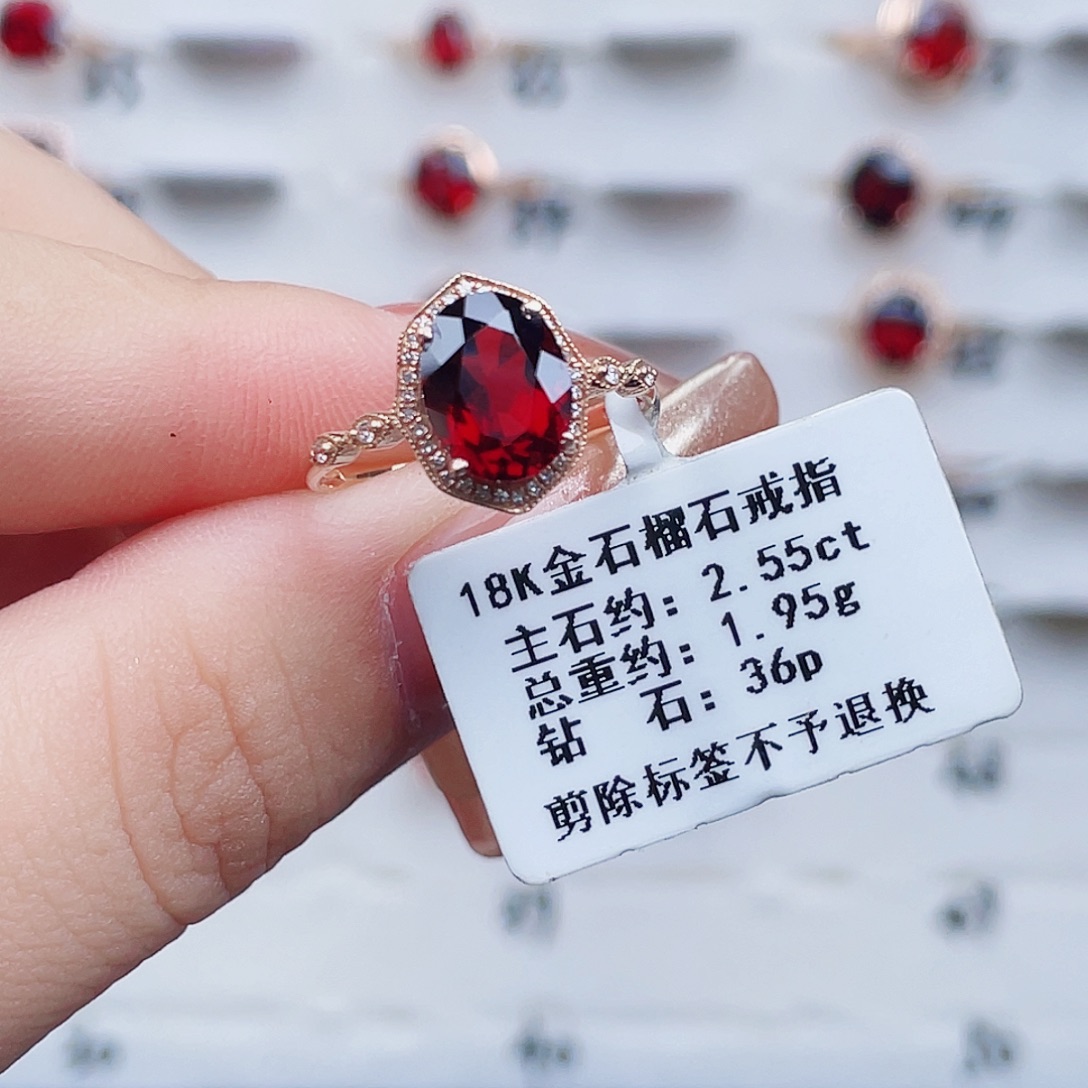 18K金石榴石戒指
主石约: 2.55ct
总重约: 1.95g
钻 石: 36p
剪除标签不予退换